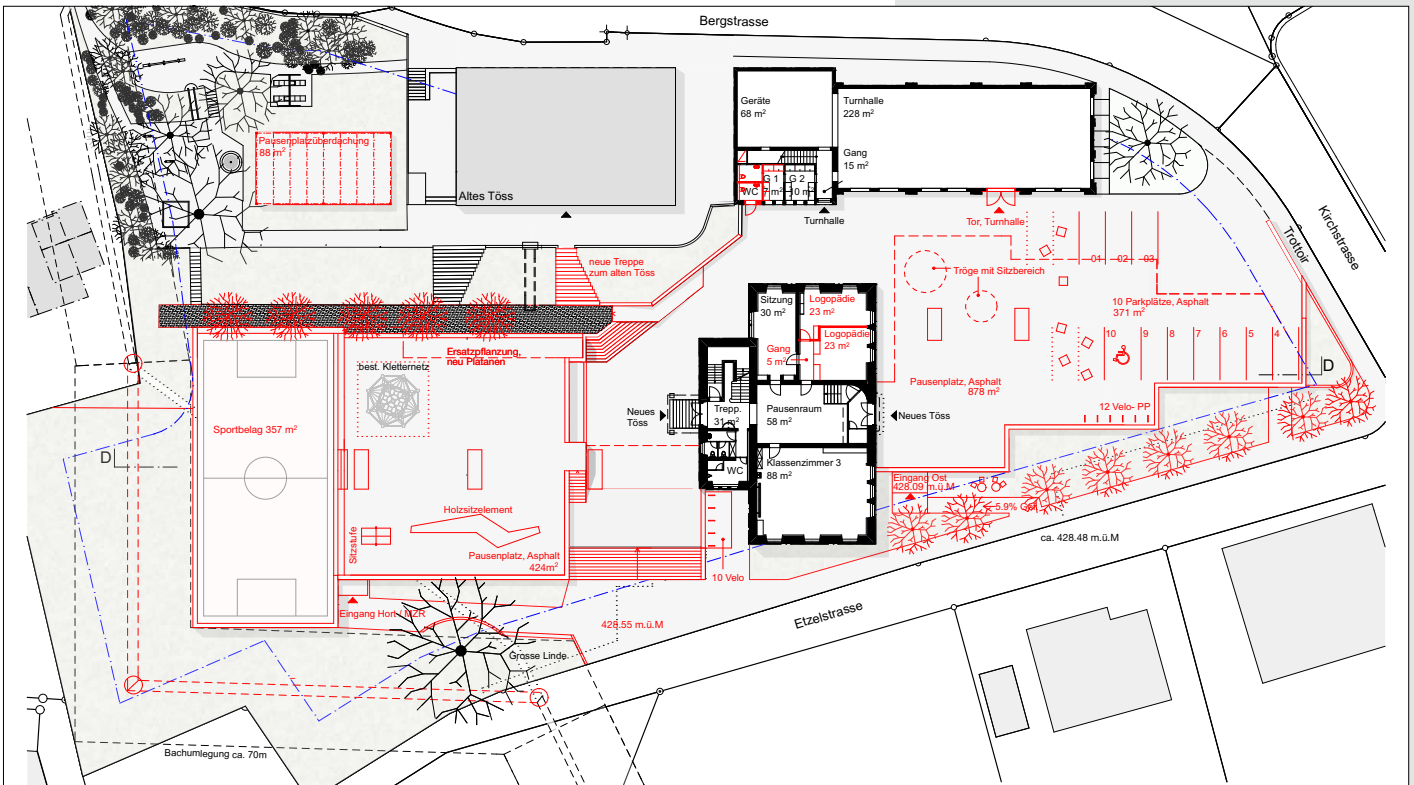 Bergstrasse
Geräte
68 m²
Turnhalle
228 m²
Gang
15 m²
Pausenplatzüberdachung
88 m²
WC
G 1
7 m²
G 2
10 m²
Altes Töss
Turnhalle
Tor, Turnhalle
Kirchstrasse
Trottoir
neue Treppe
zum alten Töss
Tröge mit Sitzbereich
01
02
03
10 Parkplätze, Asphalt
371 m²
Sitzung
30 m²
Logopädie
23 m²
Logopädie
23 m²
Gang
5 m²
10
9
8
7
6
5
4
Ersatzpflanzung,
neu Platanen
best. Kletternetz
D
Pausenplatz, Asphalt
878 m²
Neues
Töss
Trepp.
31 m²
Pausenraum
58 m²
Neues Töss
12 Velo- PP
Sportbelag 357 m²
D
WC
Klassenzimmer 3
88 m²
Eingang Ost
428.09 m.ü.M
5.9% Gef.
Holzsitzelement
Sitzstufe
Pausenplatz, Asphalt
424m²
ca. 428.48 m.ü.M
10 Velo
Eingang Hort / MZR
428.55 m.ü.M
Etzelstrasse
Grosse Linde
Bachumlegung ca. 70m